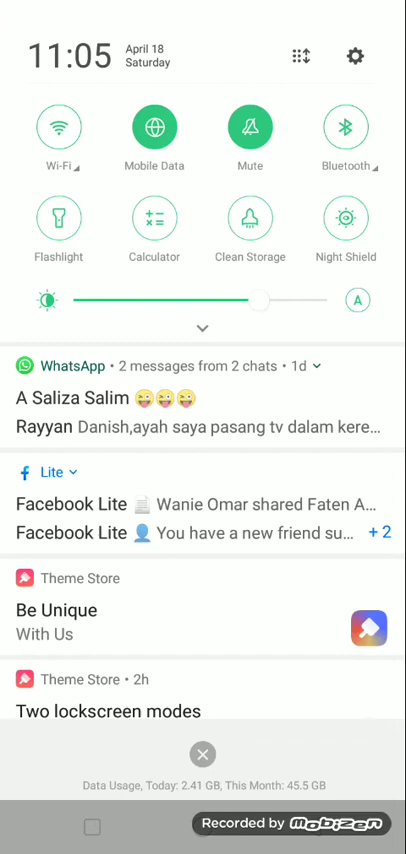 11:05
April 18
Saturday
Wi-Fi
Mobile Data
Mute
Bluetooth
Flashlight
Calculator
Clean Storage
Night Shield
A
WhatsApp • 2 messages from 2 chats • 1d
A Saliza Salim 😜😜😜
Rayyan Danish,ayah saya pasang tv dalam kere...
Lite
Facebook Lite 📄 Wanie Omar shared Faten A...
Facebook Lite 👤 You have a new friend su... + 2
Theme Store
Be Unique
With Us
Theme Store • 2h
Two lockscreen modes
Data Usage, Today: 2.41 GB, This Month: 45.5 GB
Recorded by Mobizen